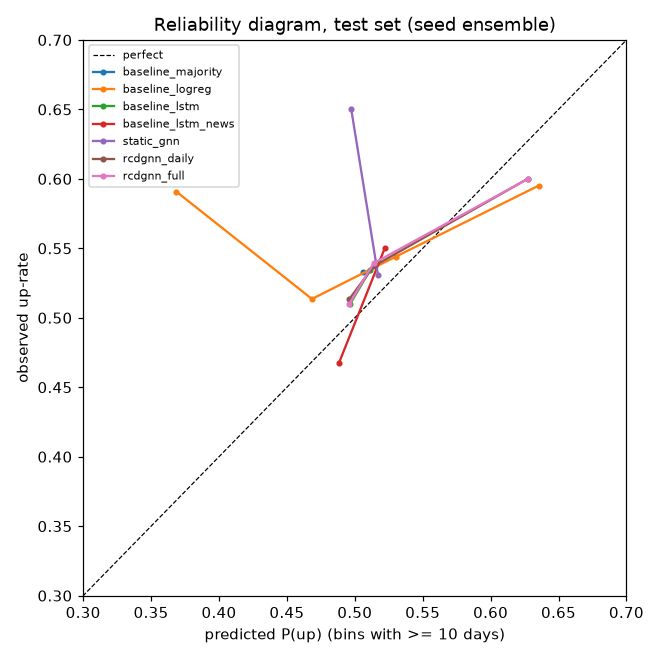 Reliability diagram, test set (seed ensemble)
0.70
0.65
0.60
0.55
0.50
0.45
0.40
0.35
0.30
observed up-rate
perfect
baseline_majority
baseline_logreg
baseline_lstm
baseline_lstm_news
static_gnn
rcdgnn_daily
rcdgnn_full
0.30 0.35 0.40 0.45 0.50 0.55 0.60 0.65 0.70
predicted P(up) (bins with >= 10 days)